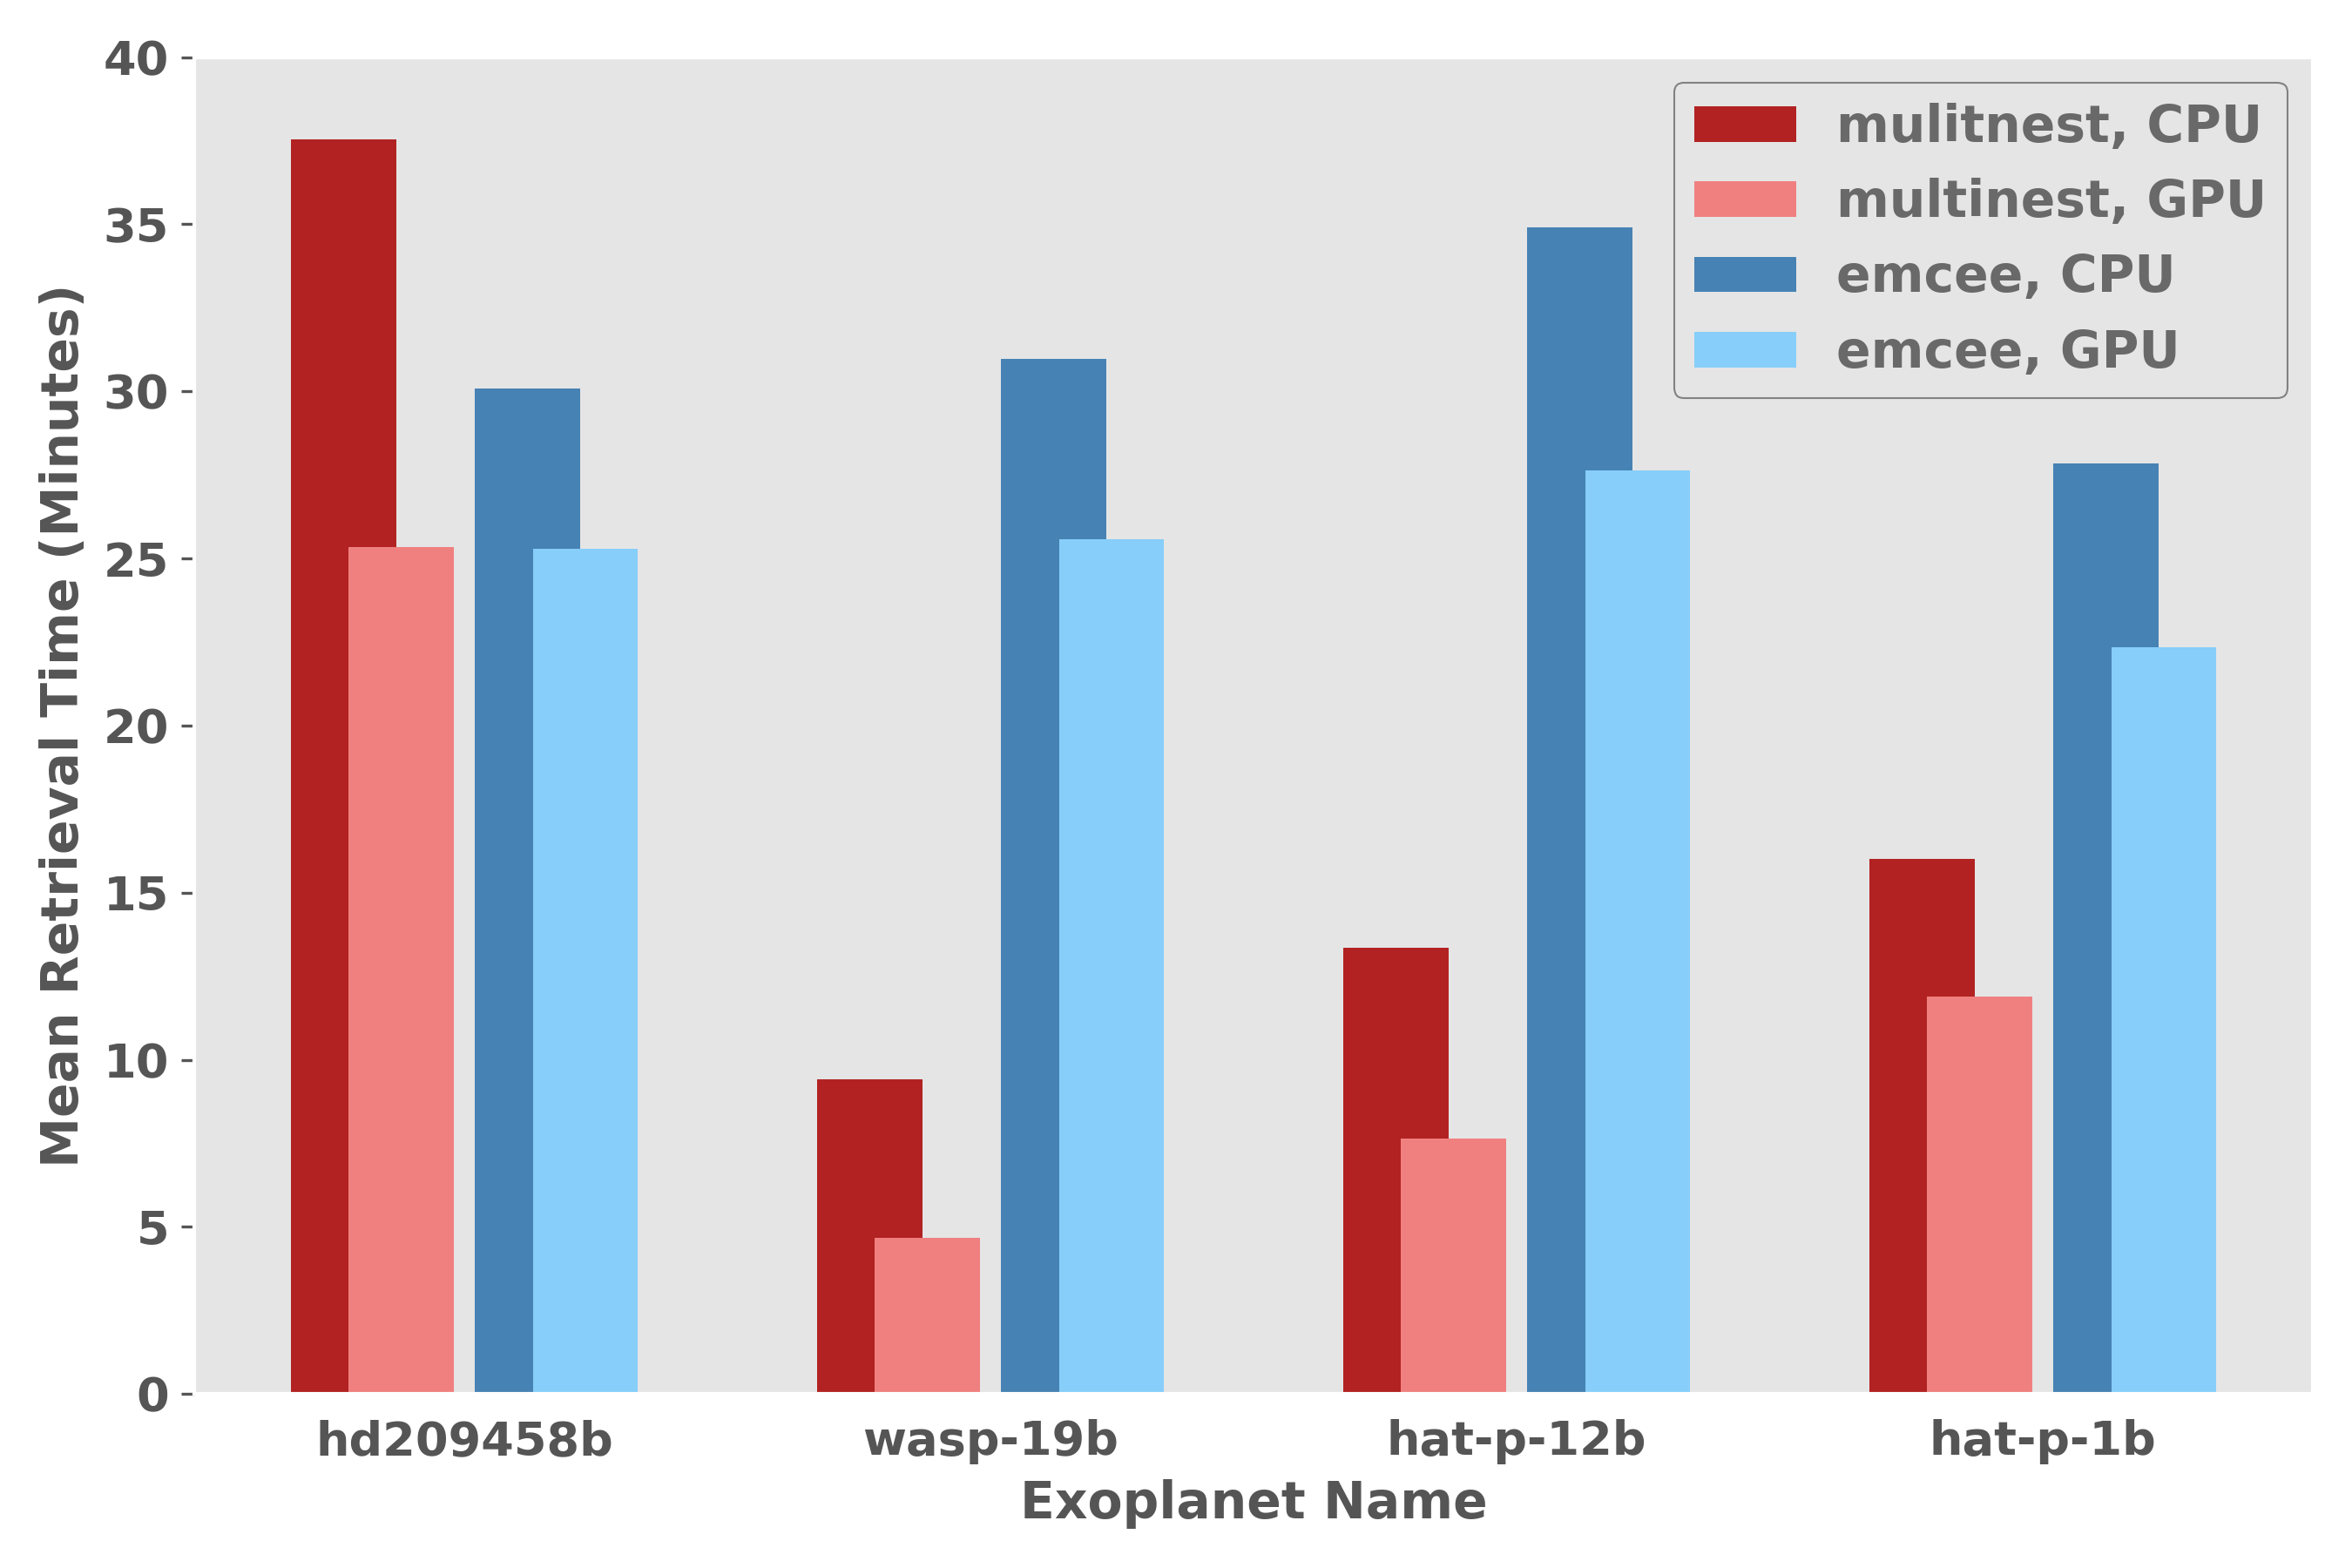 40
35
30
25
20
15
10
5
0
Mean Retrieval Time (Minutes)
mulitnest, CPU
multinest, GPU
emcee, CPU
emcee, GPU
hd209458b wasp-19b hat-p-12b hat-p-1b
Exoplanet Name